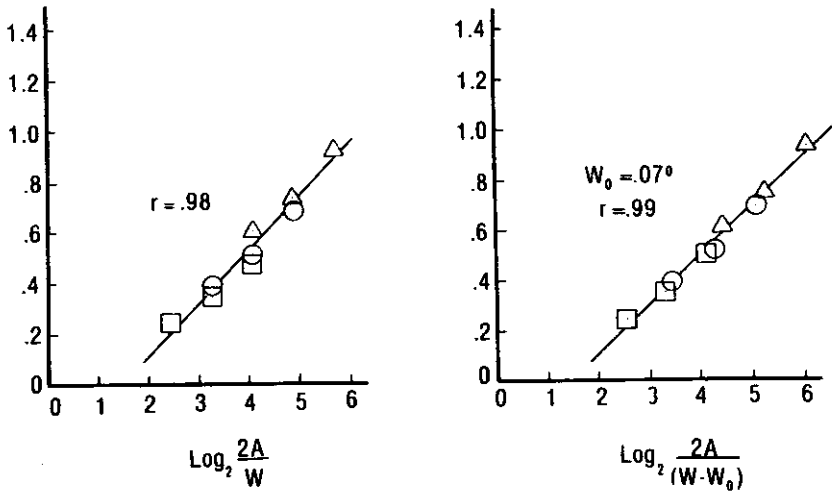 1.4
1.2
1.0
.8
.6
.4
.2
0
r = .98
0 1 2 3 4 5 6
Log₂ 2A/W
1.4
1.2
1.0
.8
.6
.4
.2
0
W₀ = .07⁰
r = .99
0 1 2 3 4 5 6
Log₂ 2A/(W-W₀)